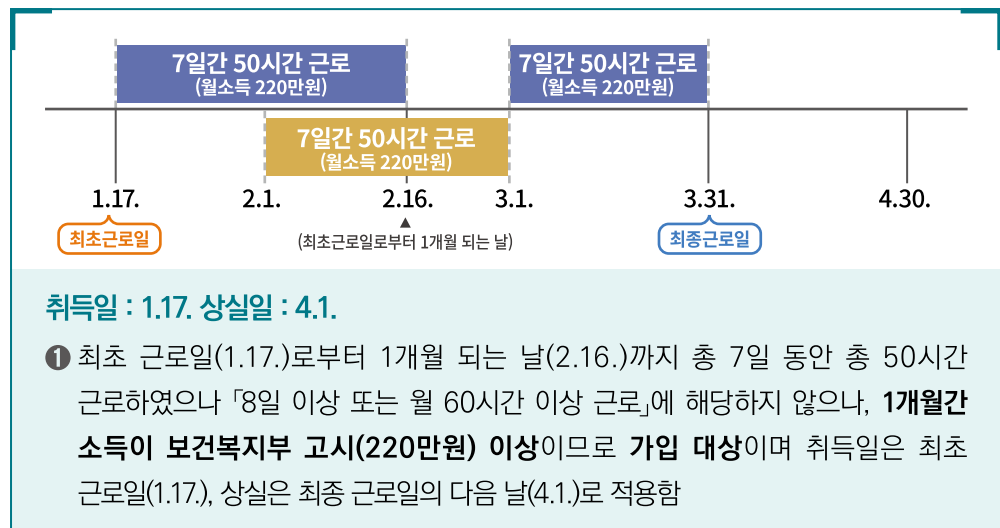 7일간 50시간 근로
(월소득 220만원)
7일간 50시간 근로
(월소득 220만원)
7일간 50시간 근로
(월소득 220만원)
1.17.
2.1.
2.16.
3.1.
3.31.
4.30.
최초근로일
▲
(최초근로일로부터 1개월 되는 날)
최종근로일
취득일 : 1.17. 상실일 : 4.1.
❶ 최초 근로일(1.17.)로부터 1개월 되는 날(2.16.)까지 총 7일 동안 총 50시간
근로하였으나 「8일 이상 또는 월 60시간 이상 근로」에 해당하지 않으나, 1개월간
소득이 보건복지부 고시(220만원) 이상이므로 가입 대상이며 취득일은 최초
근로일(1.17.), 상실은 최종 근로일의 다음 날(4.1.)로 적용함